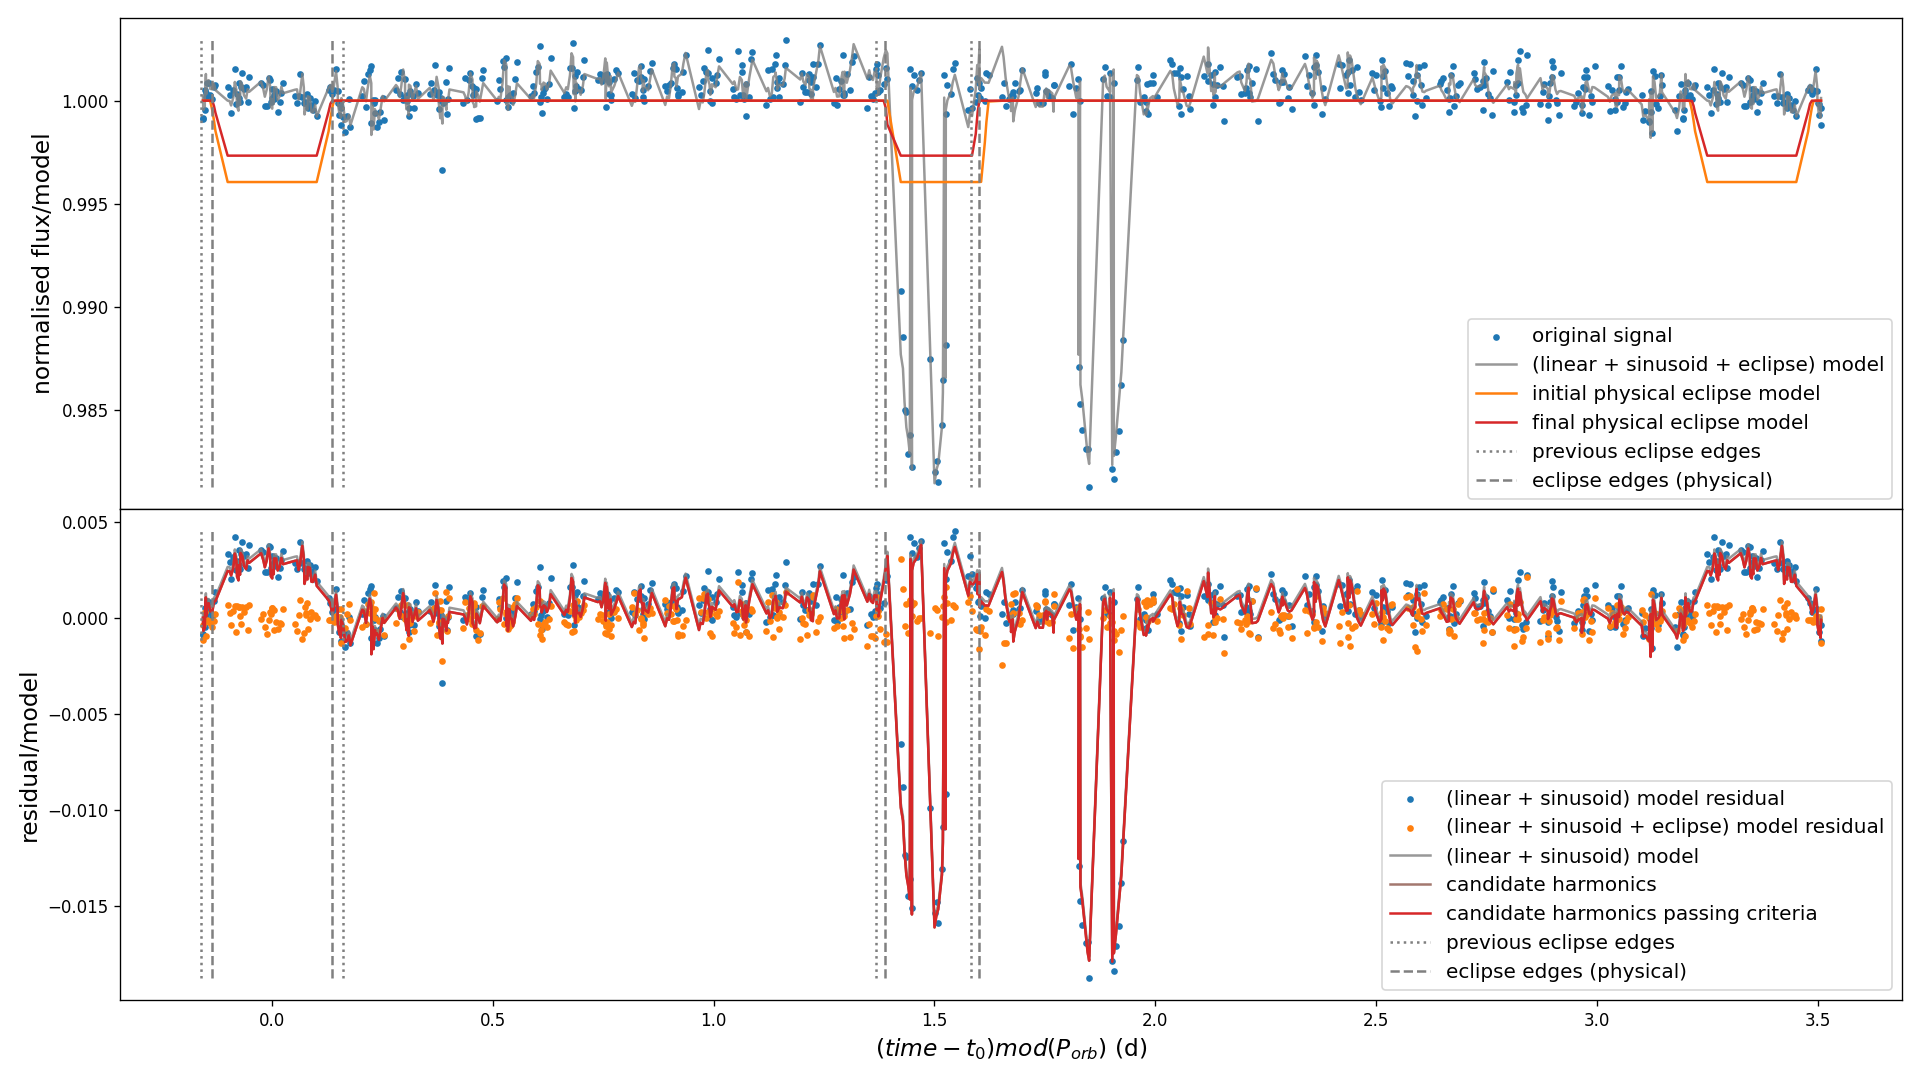 normalised flux/model
1.000
0.995
0.990
0.985
original signal
(linear + sinusoid + eclipse) model
initial physical eclipse model
final physical eclipse model
previous eclipse edges
eclipse edges (physical)
residual/model
0.005
0.000
−0.005
−0.010
−0.015
(linear + sinusoid) model residual
(linear + sinusoid + eclipse) model residual
(linear + sinusoid) model
candidate harmonics
candidate harmonics passing criteria
previous eclipse edges
eclipse edges (physical)
0.0 0.5 1.0 1.5 2.0 2.5 3.0 3.5
(time − t₀)mod(P_orb) (d)